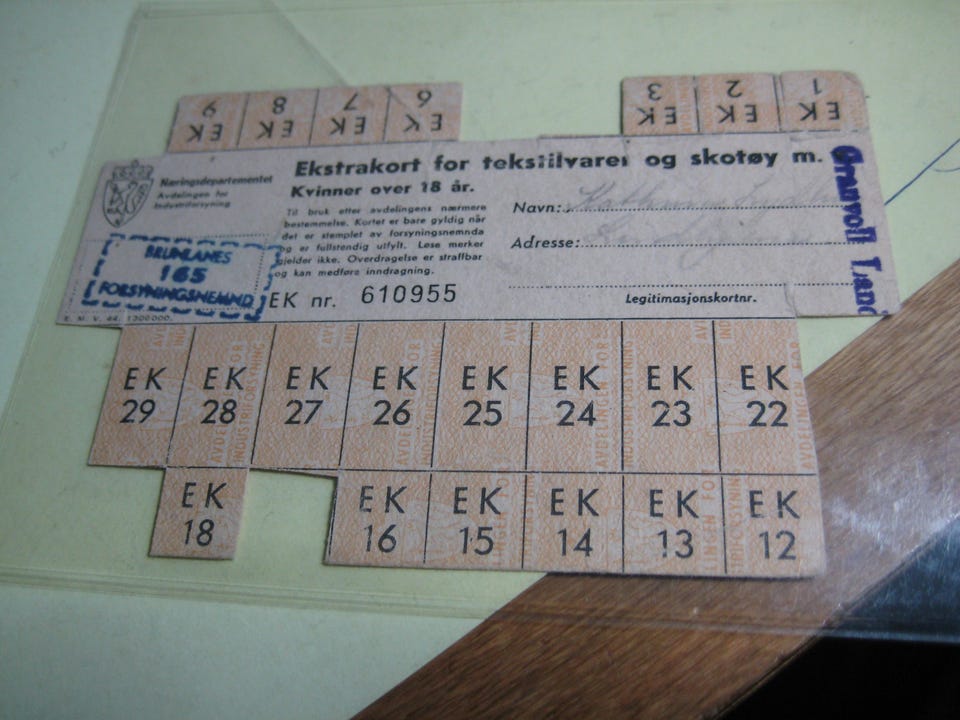 9 8 7 6 3 2 1
EK EK EK EK EK EK EK
Næringsdepartementet
Avdelingen for
Industriforsyning
Ekstrakort for tekstilvarer og skotøy m.
Kvinner over 18 år.
Til bruk etter avdelingens nærmere
bestemmelse. Kortet er bare gyldig når
det er stemplet av forsyningsnemnda
og er fullstendig utfylt. Løse merker
gjelder ikke. Overdragelse er straffbar
og kan medføre inndragning.
Navn:
Adresse:
Legitimasjonskortnr.
BRUNLANES
165
FORSYNINGSNEMND
EK nr. 610955
E. M. V. 44. 1300000.
EK EK EK EK EK EK EK EK
29 28 27 26 25 24 23 22
EK EK EK EK EK EK
18 16 15 14 13 12